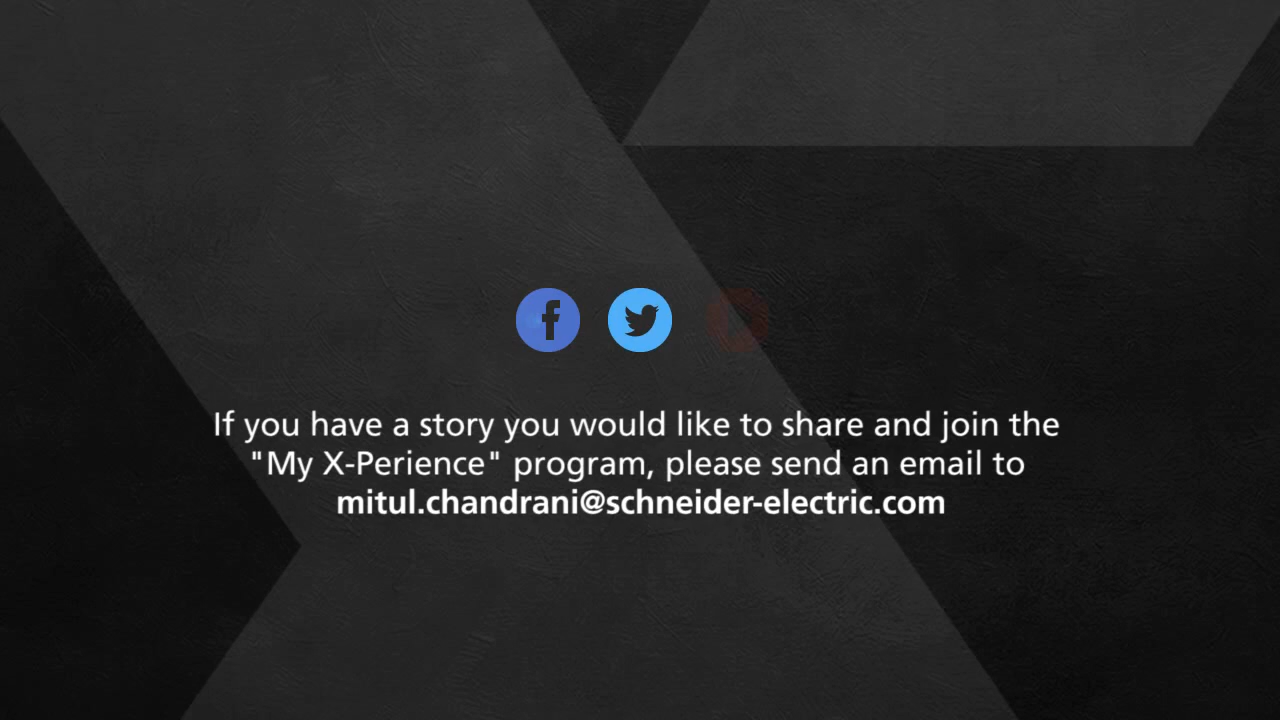 If you have a story you would like to share and join the
"My X-Perience" program, please send an email to
mitul.chandrani@schneider-electric.com